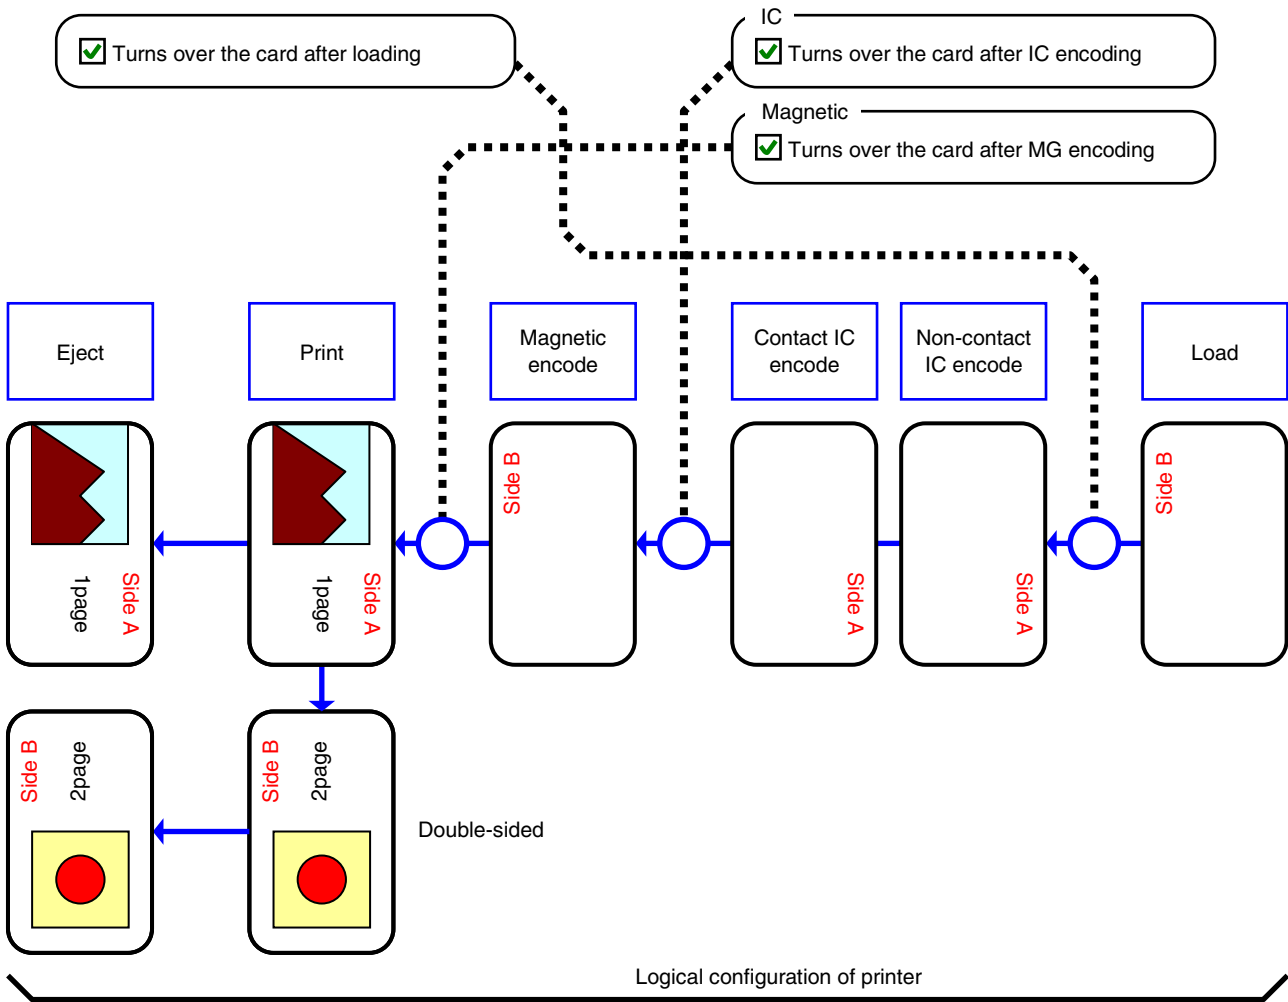 Turns over the card after loading
IC
Turns over the card after IC encoding
Magnetic
Turns over the card after MG encoding
Eject
Print
Magnetic
encode
Contact IC
encode
Non-contact
IC encode
Load
1page
Side A
1page
Side A
Side B
Side A
Side A
Side B
Side B
2page
Side B
2page
Double-sided
Logical configuration of printer